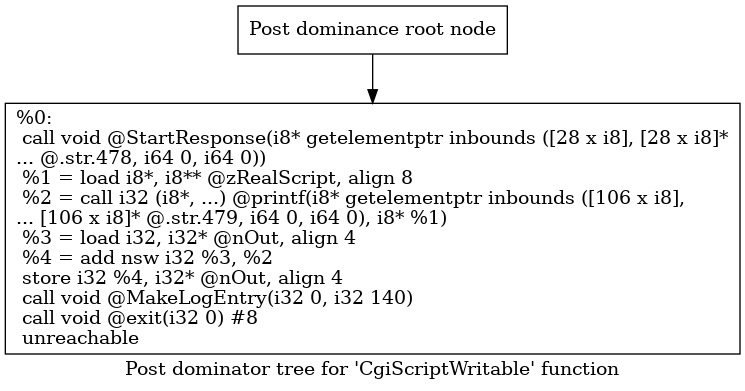 Post dominance root node
%0:
call void @StartResponse(i8* getelementptr inbounds ([28 x i8], [28 x i8]*
... @.str.478, i64 0, i64 0))
%1 = load i8*, i8** @zRealScript, align 8
%2 = call i32 (i8*, ...) @printf(i8* getelementptr inbounds ([106 x i8],
... [106 x i8]* @.str.479, i64 0, i64 0), i8* %1)
%3 = load i32, i32* @nOut, align 4
%4 = add nsw i32 %3, %2
store i32 %4, i32* @nOut, align 4
call void @MakeLogEntry(i32 0, i32 140)
call void @exit(i32 0) #8
unreachable
Post dominator tree for 'CgiScriptWritable' function